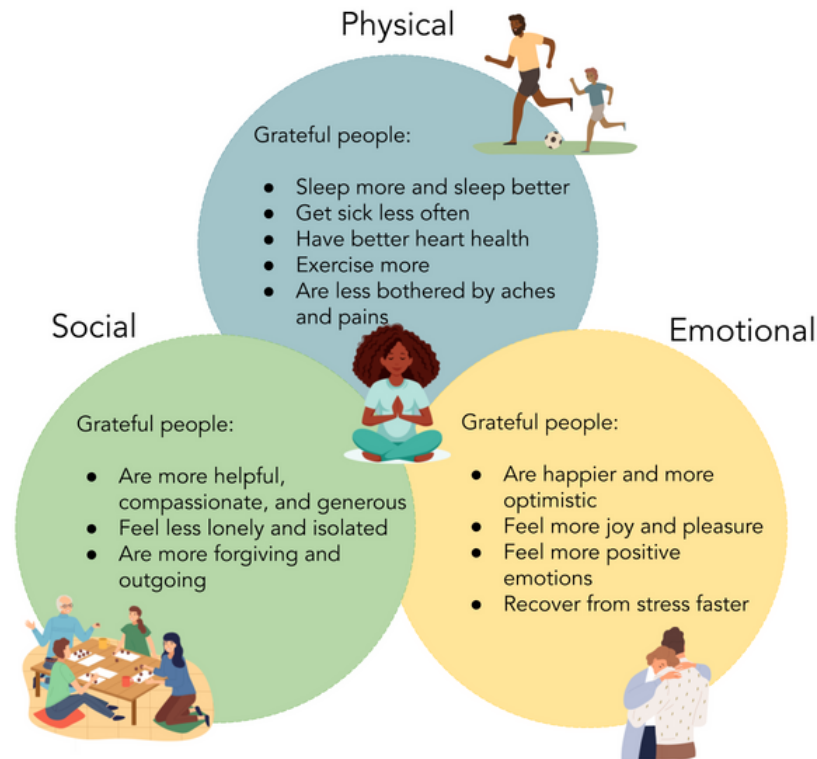 Physical
Grateful people:
● Sleep more and sleep better
● Get sick less often
● Have better heart health
● Exercise more
● Are less bothered by aches
and pains
Social
Grateful people:
● Are more helpful,
compassionate, and generous
● Feel less lonely and isolated
● Are more forgiving and
outgoing
Emotional
Grateful people:
● Are happier and more
optimistic
● Feel more joy and pleasure
● Feel more positive
emotions
● Recover from stress faster